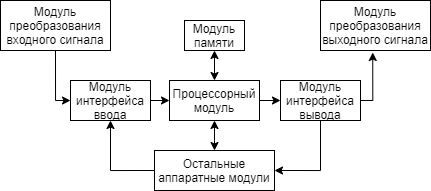 Модуль
преобразования
входного сигнала
Модуль
памяти
Модуль
преобразования
выходного сигнала
Модуль
интерфейса
ввода
Процессорный
модуль
Модуль
интерфейса
вывода
Остальные
аппаратные модули